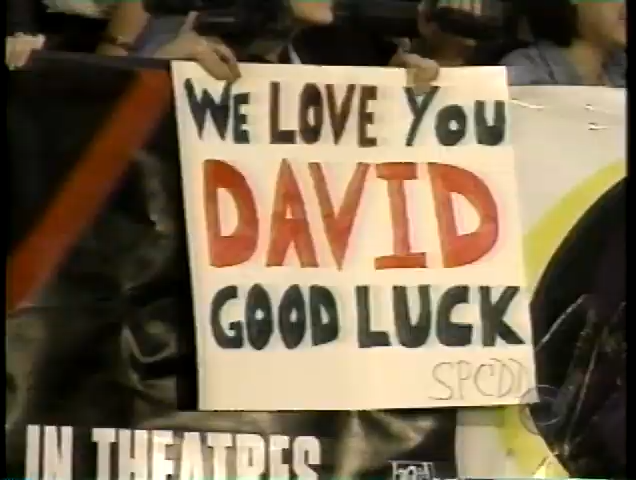 WE LOVE YOU
DAVID
GOOD LUCK
SPCDD
IN THEATRES